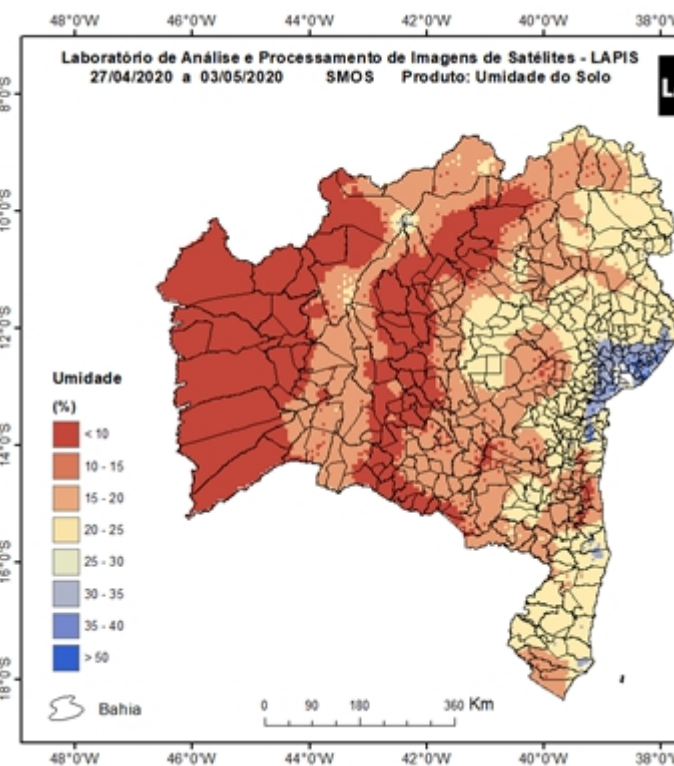 48°0'W 46°0'W 44°0'W 42°0'W 40°0'W 38°0'W
Laboratório de Análise e Processamento de Imagens de Satélites - LAPIS
27/04/2020 a 03/05/2020 SMOS Produto: Umidade do Solo
L
8°0'S
10°0'S
12°0'S
14°0'S
16°0'S
18°0'S
Umidade
(%)
< 10
10 - 15
15 - 20
20 - 25
25 - 30
30 - 35
35 - 40
> 50
Bahia
0 90 180 360 Km
48°0'W 46°0'W 44°0'W 42°0'W 40°0'W 38°0'W